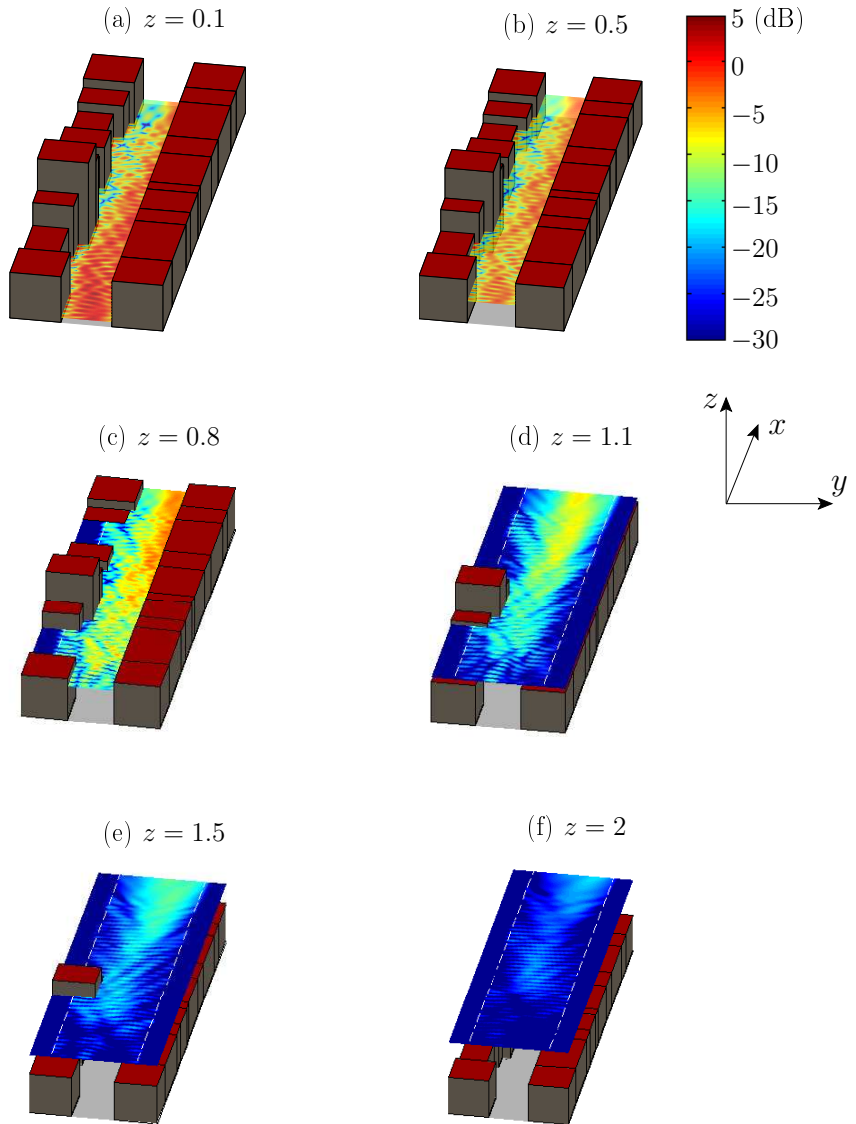 (a) z = 0.1
(b) z = 0.5
5 (dB)
0
−5
−10
−15
−20
−25
−30
(c) z = 0.8
(d) z = 1.1
z
x
y
(e) z = 1.5
(f) z = 2